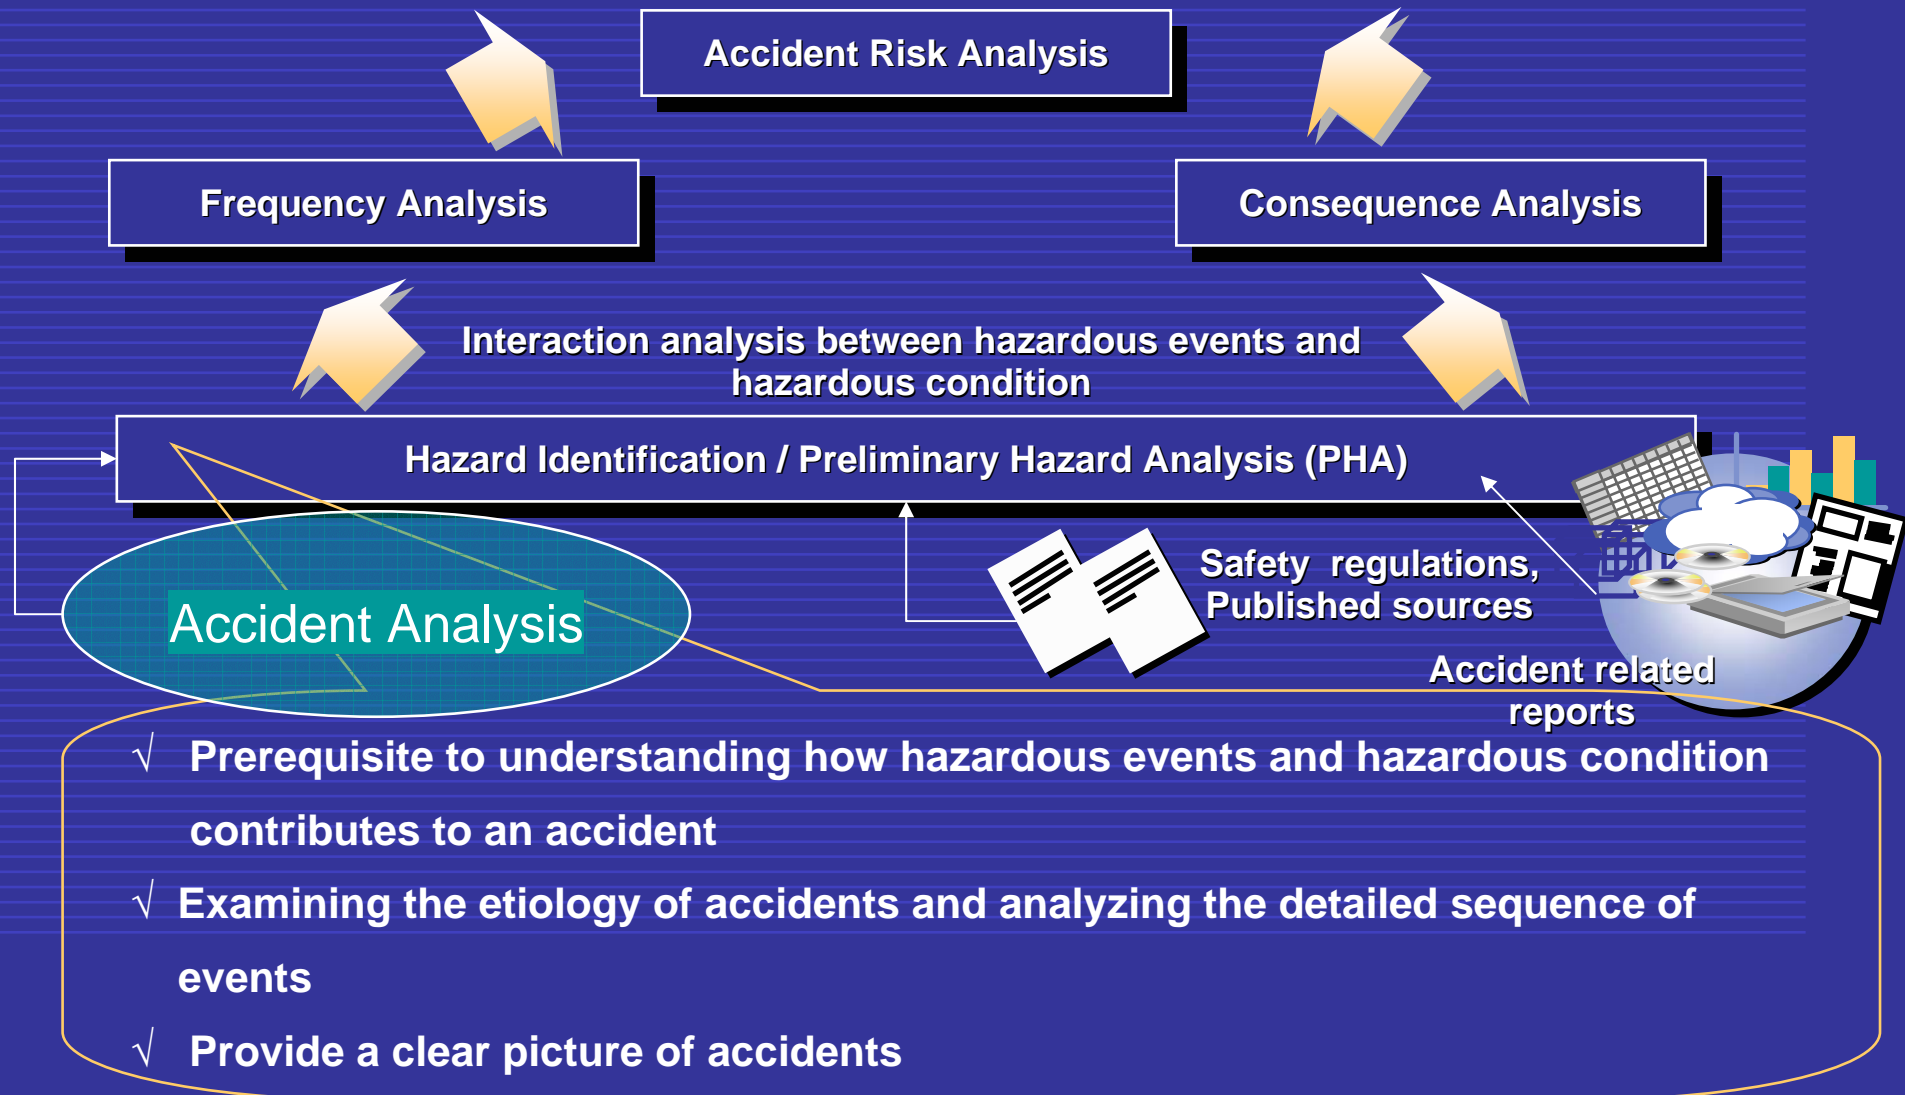 Accident Risk Analysis
Frequency Analysis
Consequence Analysis
Interaction analysis between hazardous events and
hazardous condition
Hazard Identification / Preliminary Hazard Analysis (PHA)
Accident Analysis
Safety regulations,
Published sources
Accident related
reports
√ Prerequisite to understanding how hazardous events and hazardous condition
contributes to an accident
√ Examining the etiology of accidents and analyzing the detailed sequence of
events
√ Provide a clear picture of accidents